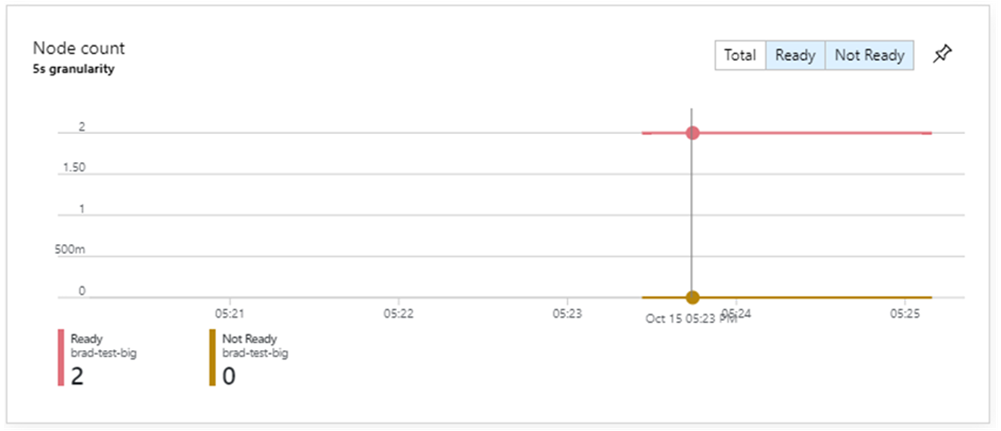 Node count
5s granularity
Total Ready Not Ready
2
1.50
1
500m
0
05:21 05:22 05:23 05:24 05:25
Oct 15 05:23 PM
Ready
brad-test-big
2
Not Ready
brad-test-big
0